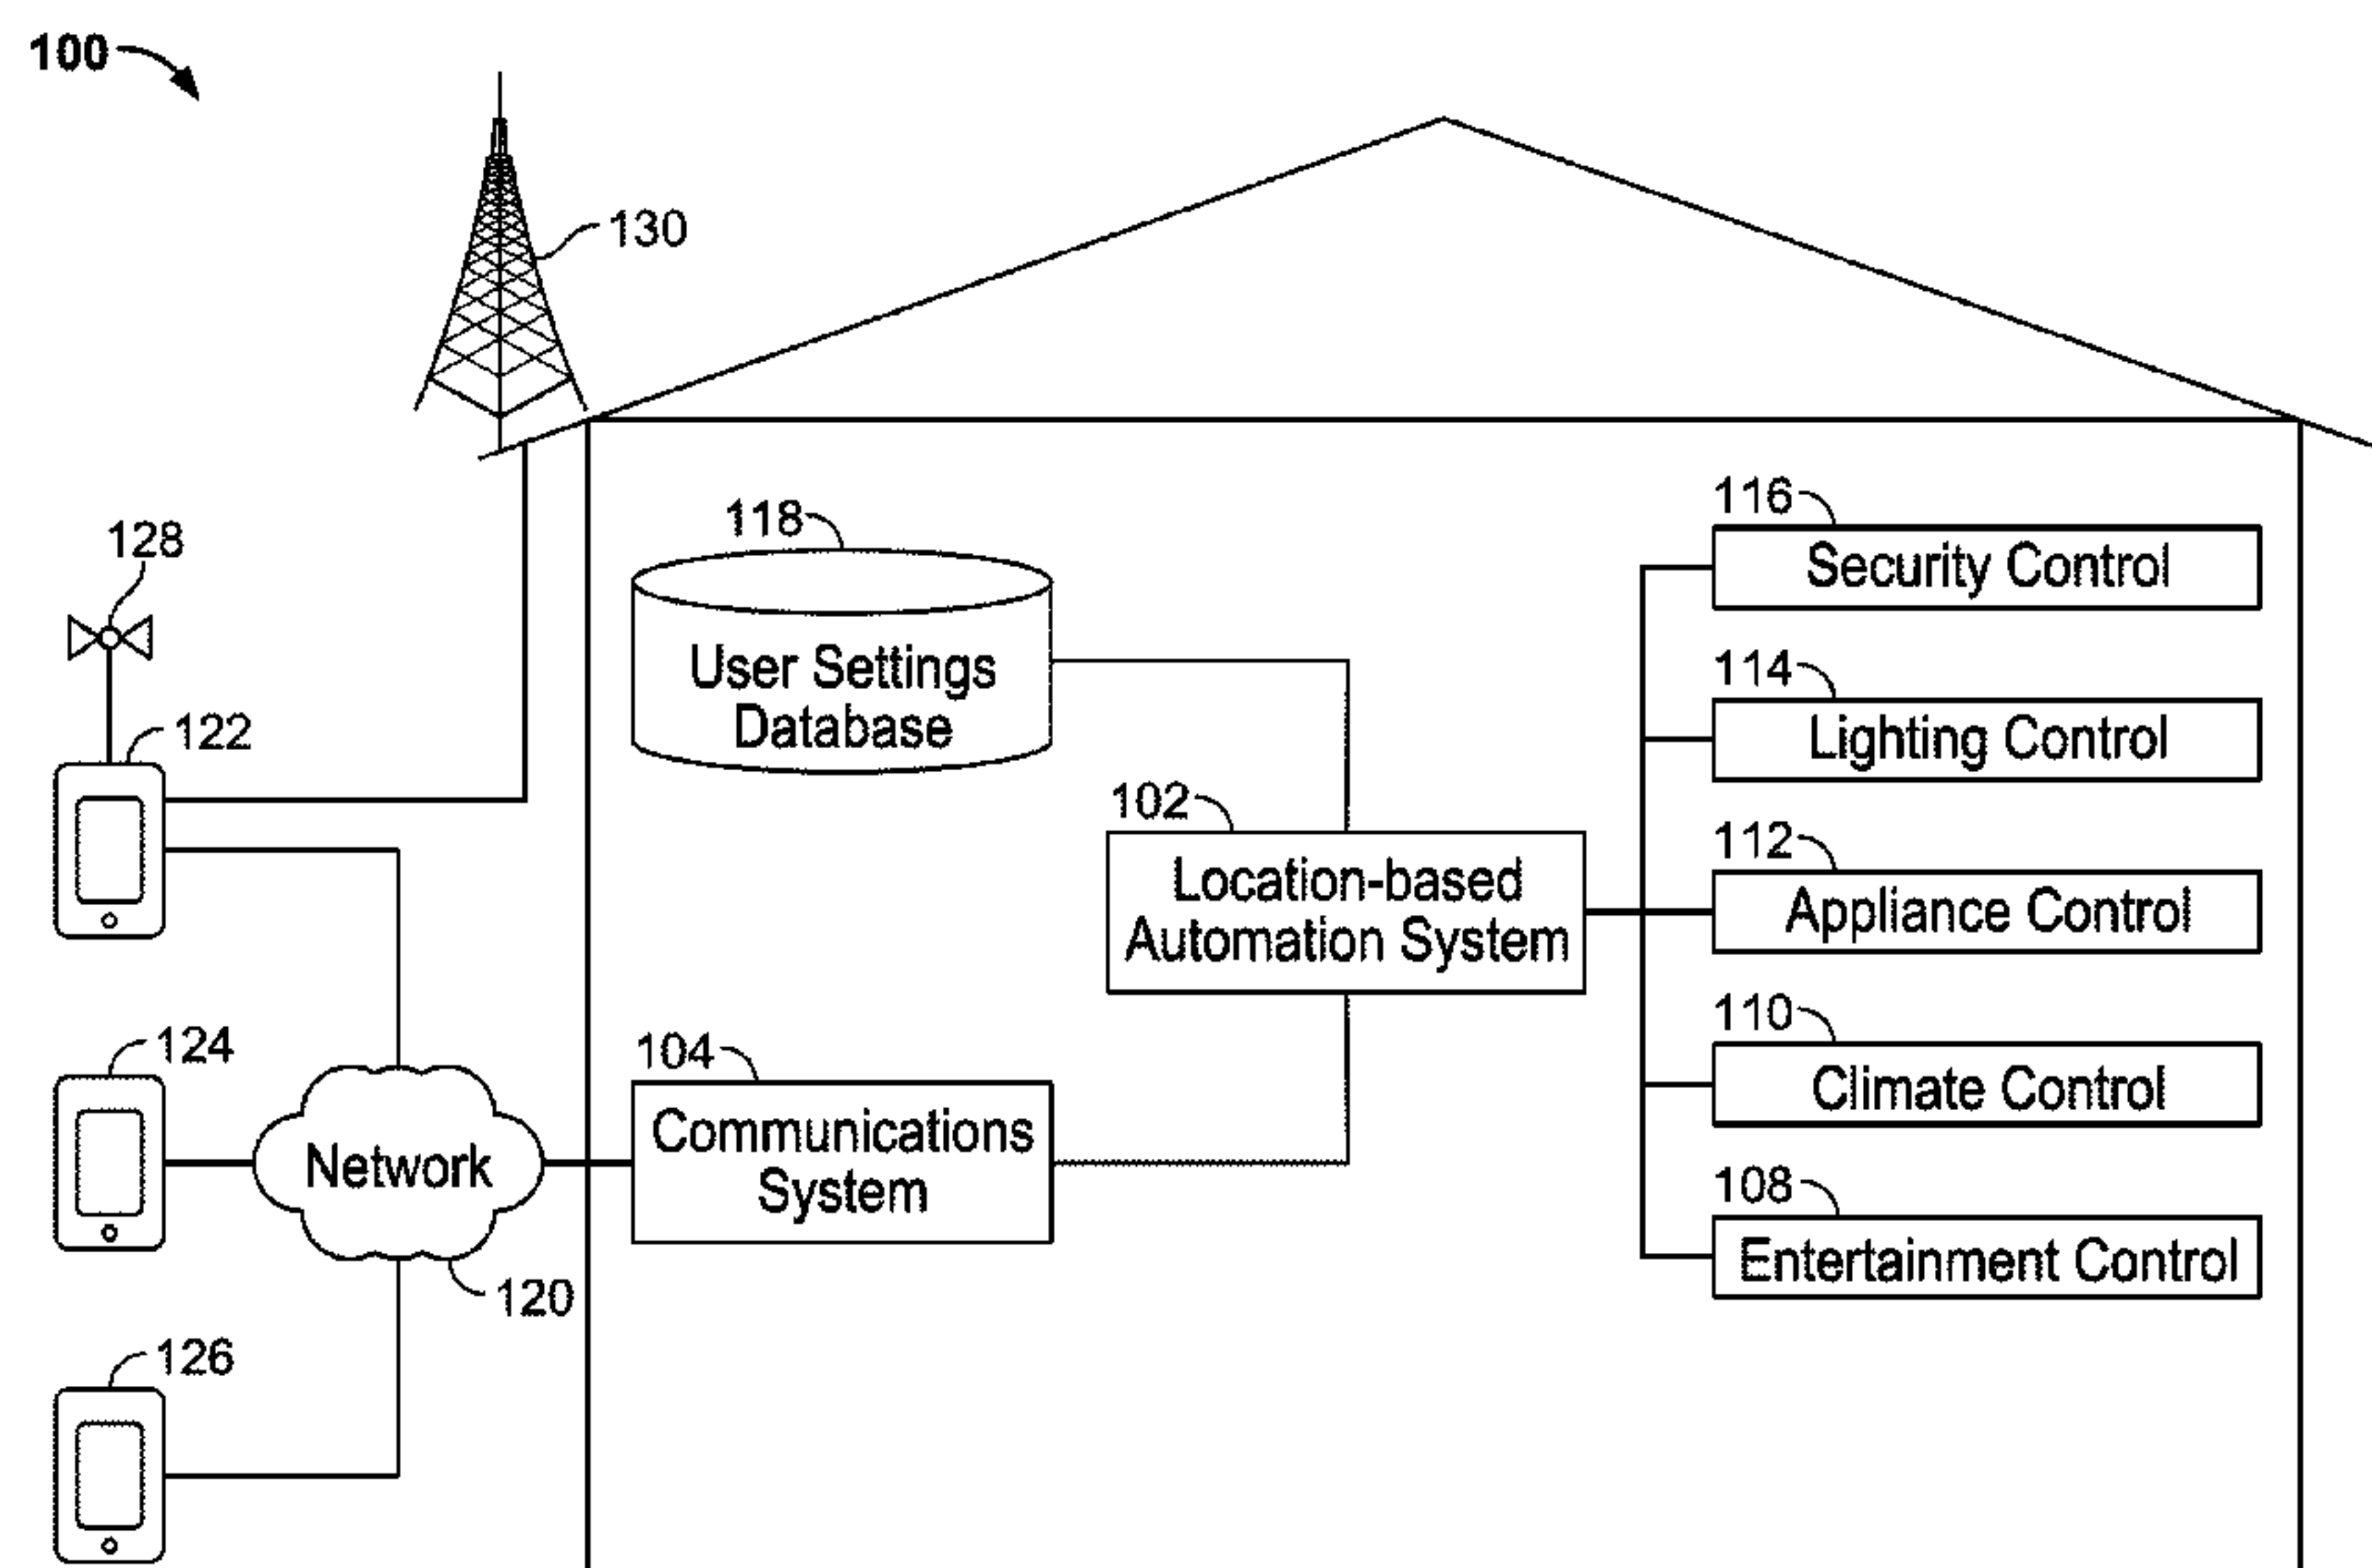 100
130
118
User Settings
Database
128
122
102
Location-based
Automation System
116
Security Control
114
Lighting Control
112
Appliance Control
110
Climate Control
108
Entertainment Control
124
Network
120
104
Communications
System
126